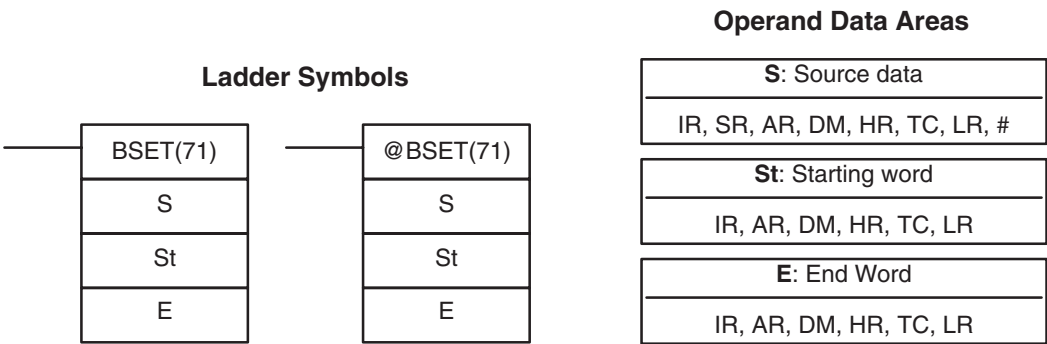 Ladder Symbols
BSET(71)
S
St
E
@BSET(71)
S
St
E
Operand Data Areas
S: Source data
IR, SR, AR, DM, HR, TC, LR, #
St: Starting word
IR, AR, DM, HR, TC, LR
E: End Word
IR, AR, DM, HR, TC, LR